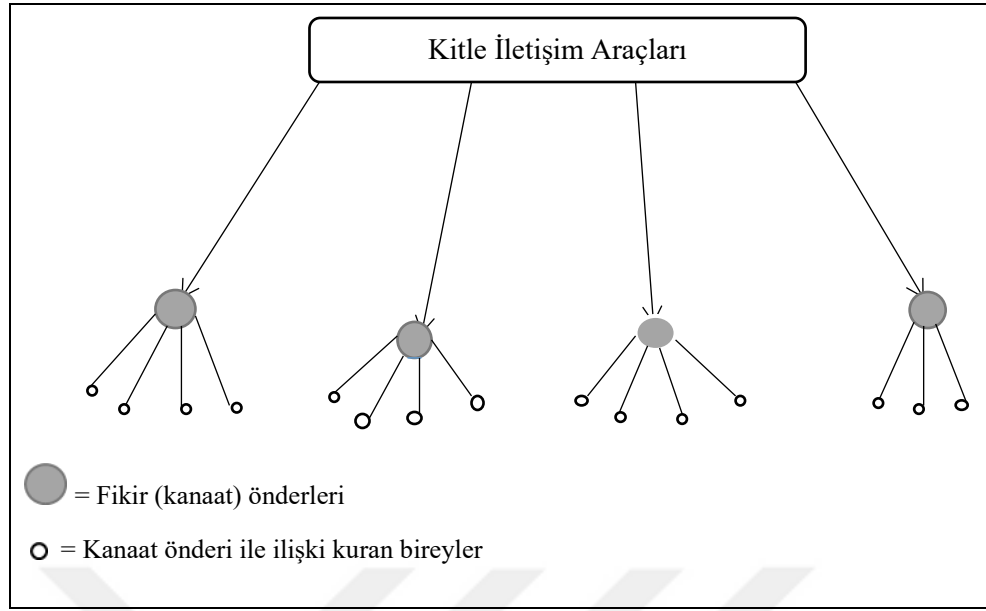 Kitle İletişim Araçları
= Fikir (kanaat) önderleri
= Kanaat önderi ile ilişki kuran bireyler